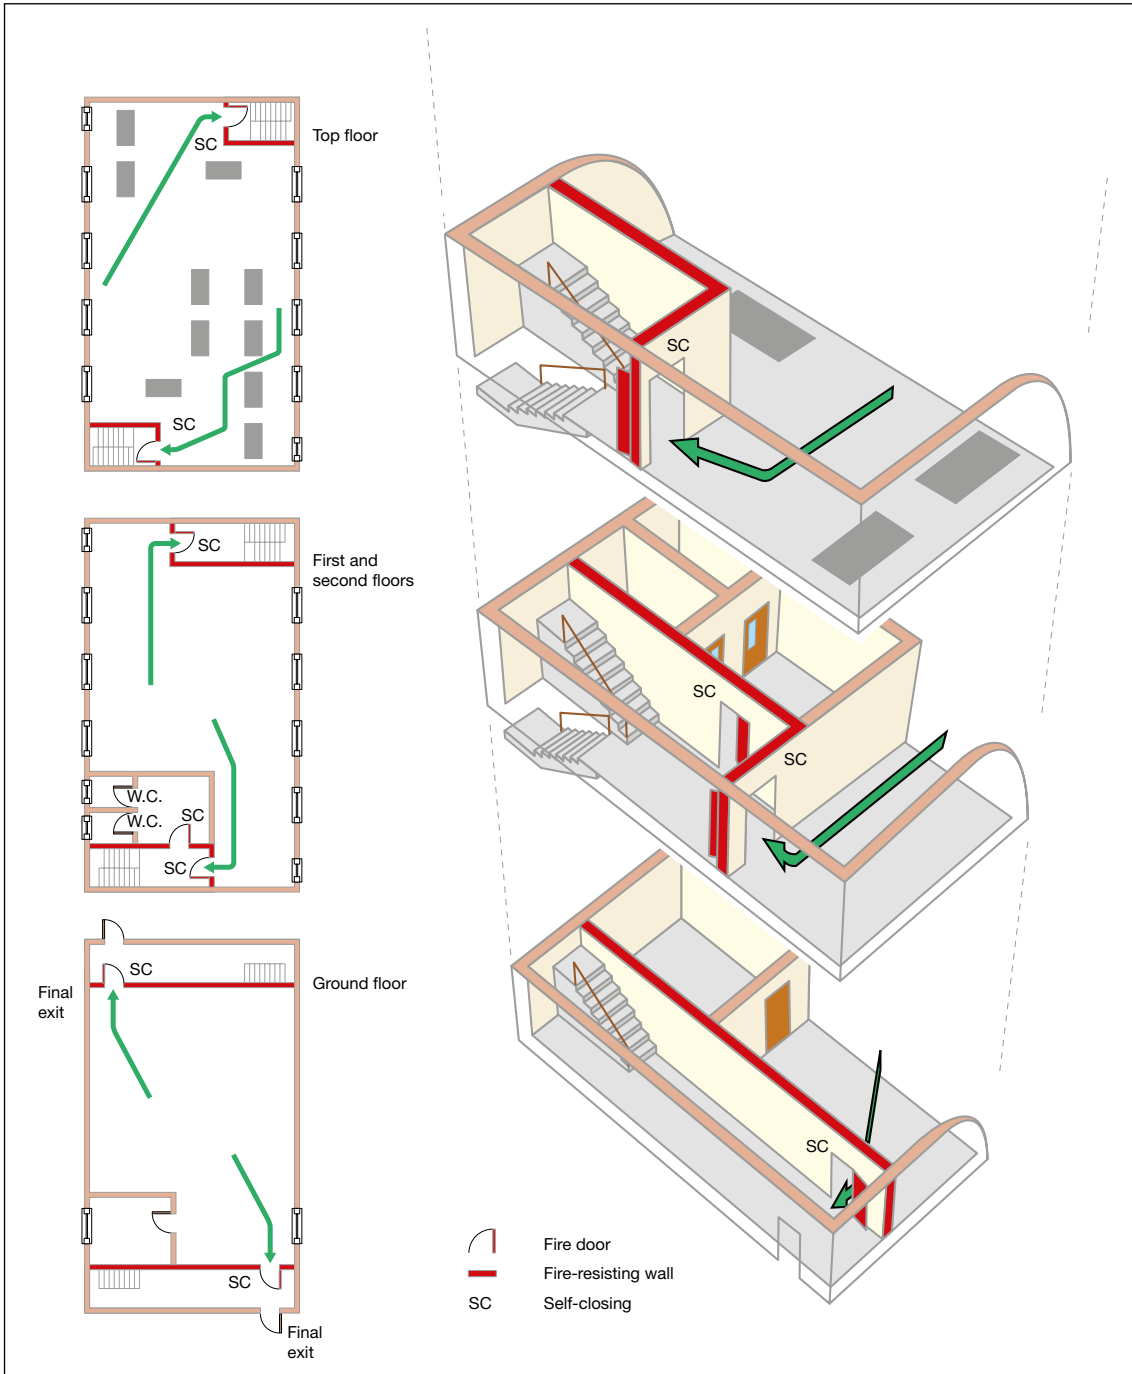 SC
Top floor
SC
SC
First and
second floors
W.C.
W.C.
SC
SC
SC
Ground floor
Final
exit
SC
Final
exit
SC
SC
SC
SC
Fire door
Fire-resisting wall
SC
Self-closing